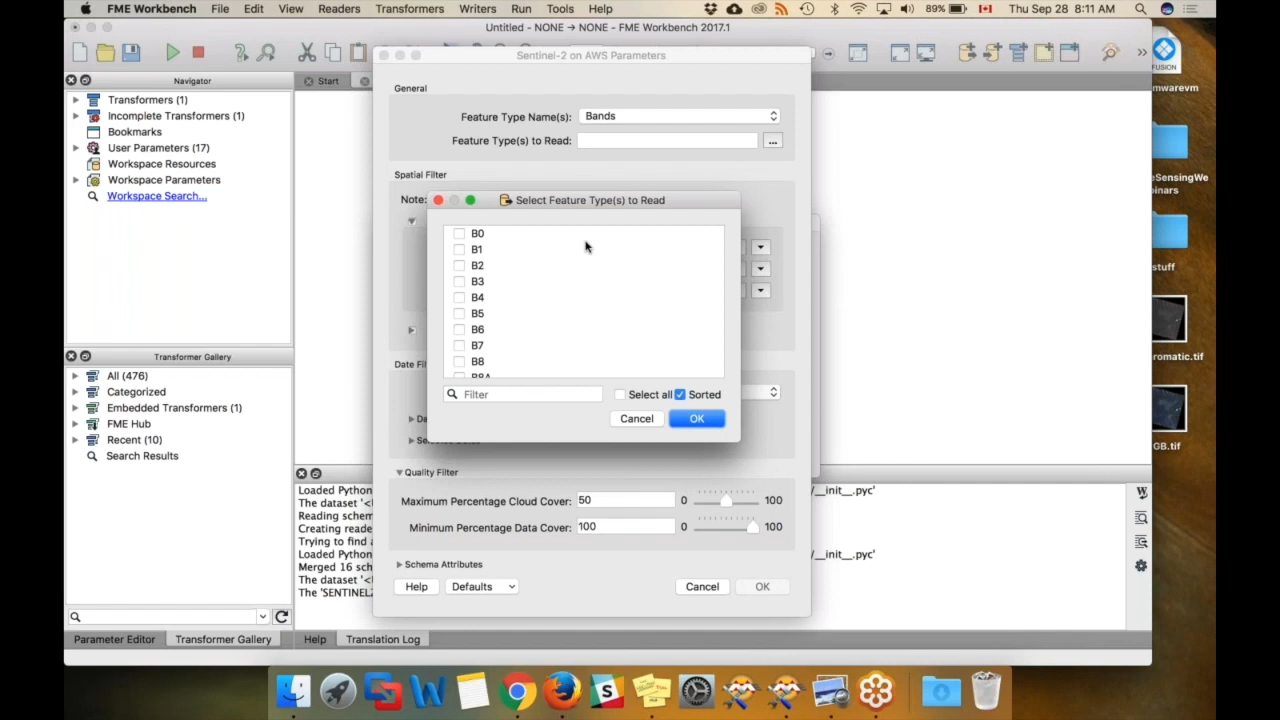 FME Workbench File Edit View Readers Transformers Writers Run Tools Help 89% Thu Sep 28 8:11 AM
Untitled - NONE → NONE - FME Workbench 2017.1
Sentinel-2 on AWS Parameters
Navigator
Start
Transformers (1)
Incomplete Transformers (1)
Bookmarks
User Parameters (17)
Workspace Resources
Workspace Parameters
Workspace Search...
General
Feature Type Name(s): Bands
Feature Type(s) to Read: ...
Spatial Filter
Note:
Select Feature Type(s) to Read
B0
B1
B2
B3
B4
B5
B6
B7
B8
B8A
Filter Select all Sorted
Cancel OK
Date Fil
Da
Quality Filter
Maximum Percentage Cloud Cover: 50 0 100
Minimum Percentage Data Cover: 100 0 100
Schema Attributes
Help Defaults Cancel OK
Transformer Gallery
All (476)
Categorized
Embedded Transformers (1)
FME Hub
Recent (10)
Search Results
Loaded Python /__init__.pyc'
The dataset '<
Reading schem
Creating reade
Trying to find a
Loaded Python /__init__.pyc'
Merged 16 sch
The dataset '<
The 'SENTINEL2
Parameter Editor Transformer Gallery Help Translation Log
FUSION
mwarevm
eSensingWe
binars
stuff
romatic.tif
GB.tif